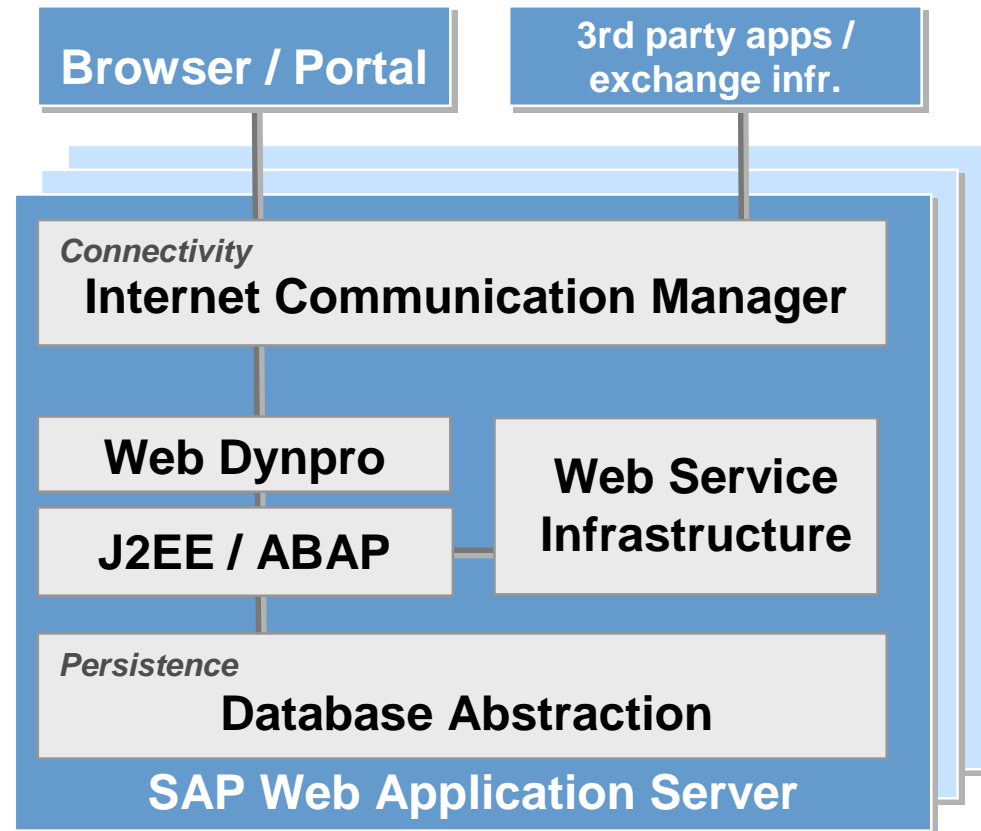 Browser / Portal
3rd party apps /
exchange infr.
Connectivity
Internet Communication Manager
Web Dynpro
J2EE / ABAP
Web Service
Infrastructure
Persistence
Database Abstraction
SAP Web Application Server